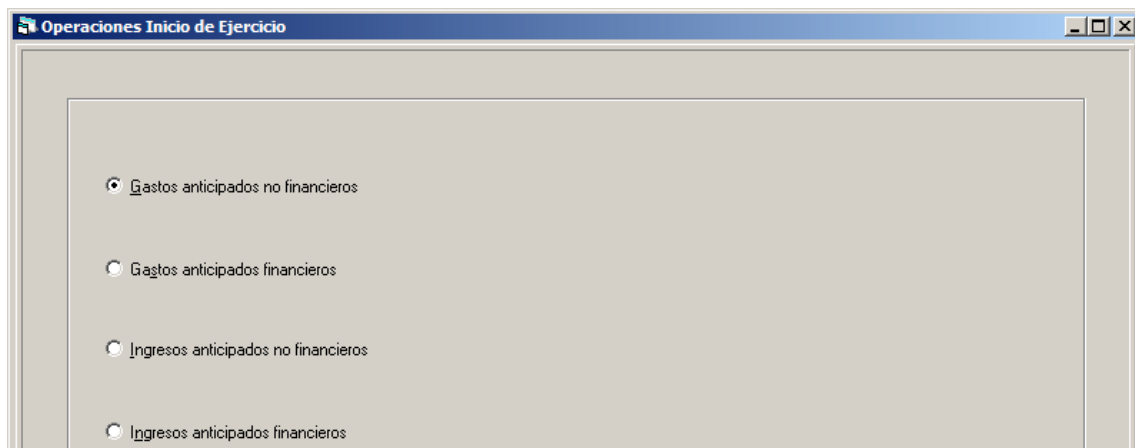 Operaciones Inicio de Ejercicio
Gastos anticipados no financieros
Gastos anticipados financieros
Ingresos anticipados no financieros
Ingresos anticipados financieros